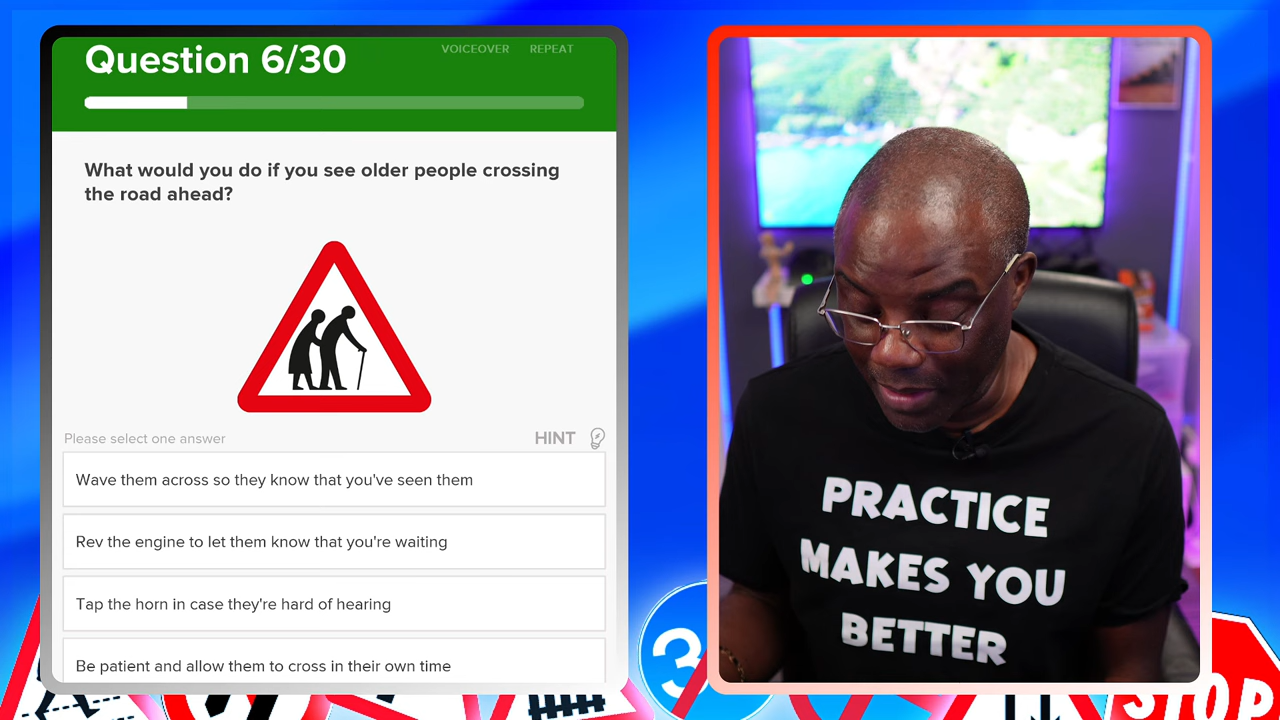 Question 6/30
VOICEOVER
REPEAT
What would you do if you see older people crossing
the road ahead?
Please select one answer
HINT
Wave them across so they know that you've seen them
Rev the engine to let them know that you're waiting
Tap the horn in case they're hard of hearing
Be patient and allow them to cross in their own time
PRACTICE
MAKES YOU
BETTER
3
STOP